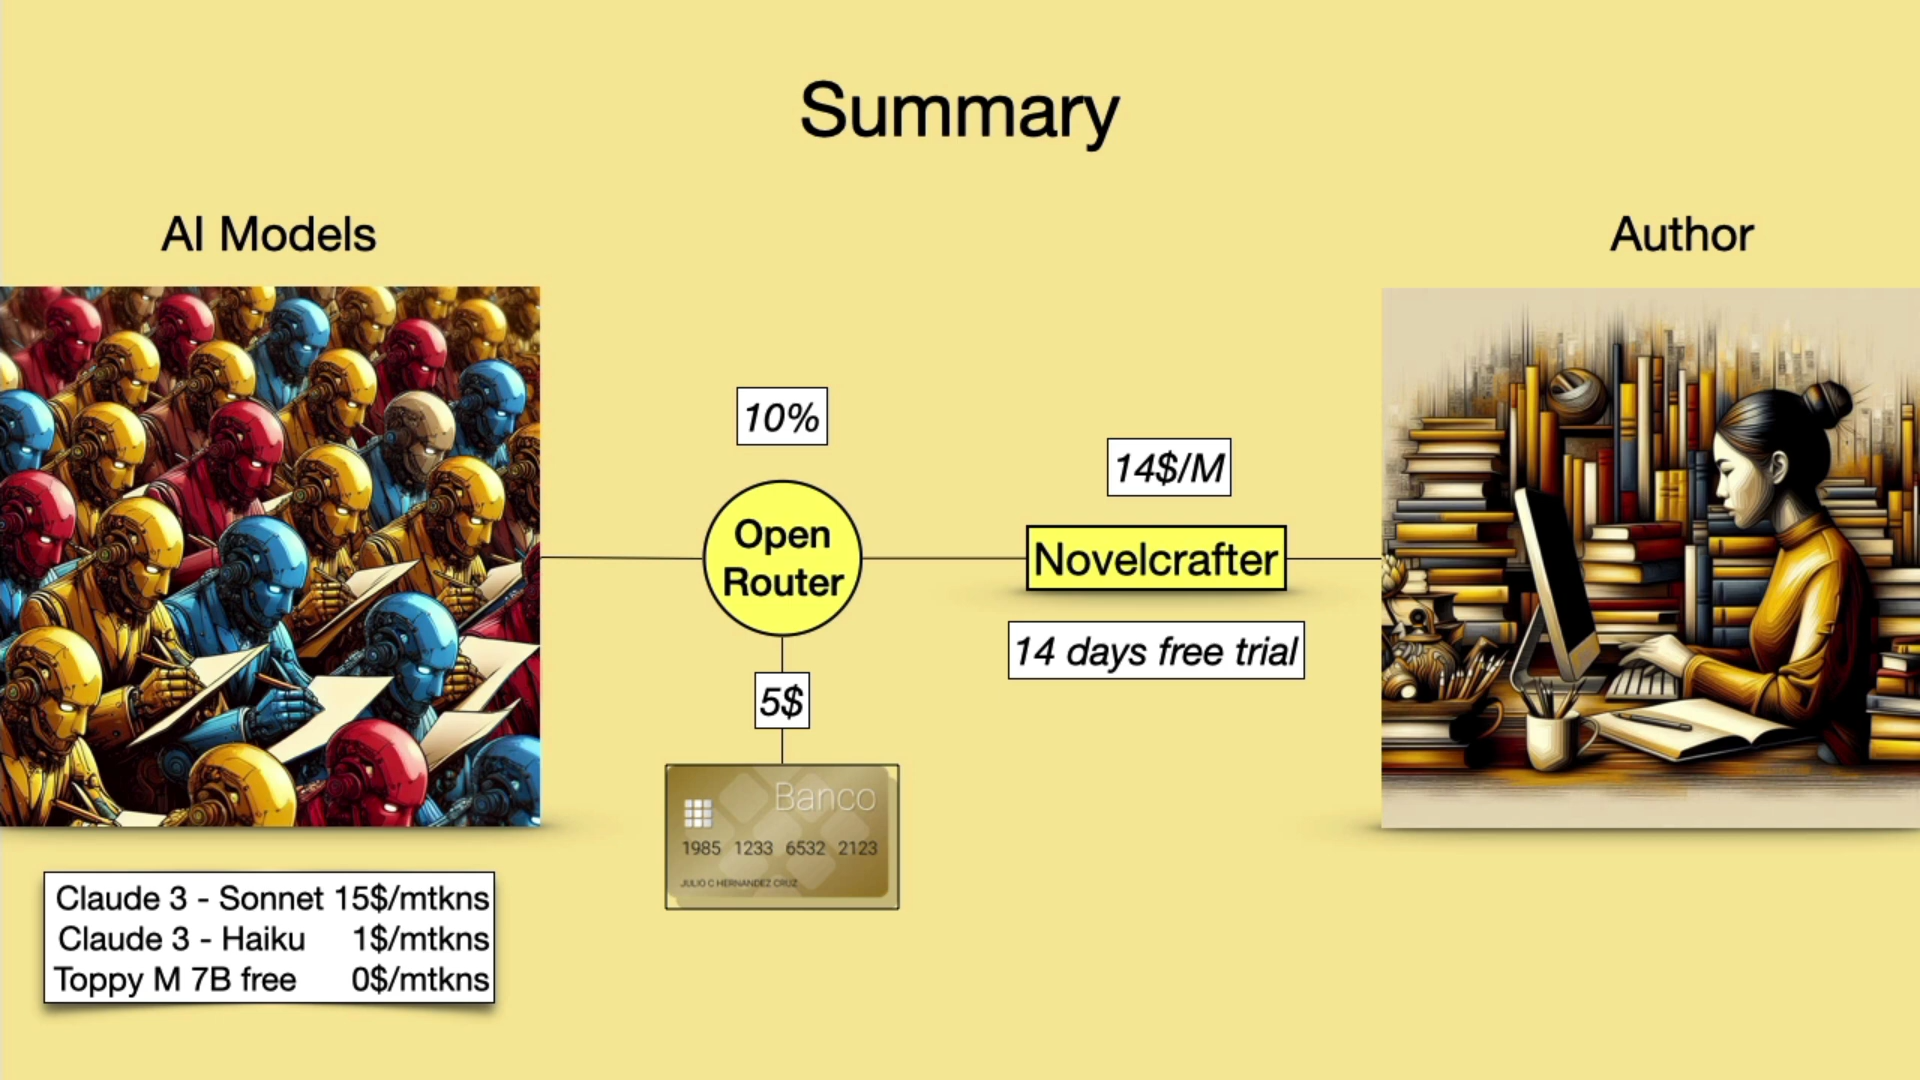 Summary
AI Models
Author
10%
14$/M
Open
Router
Novelcrafter
14 days free trial
5$
Banco
1985 1233 6532 2123
JULIO C HERNANDEZ CRUZ
Claude 3 - Sonnet 15$/mtkns
Claude 3 - Haiku 1$/mtkns
Toppy M 7B free 0$/mtkns